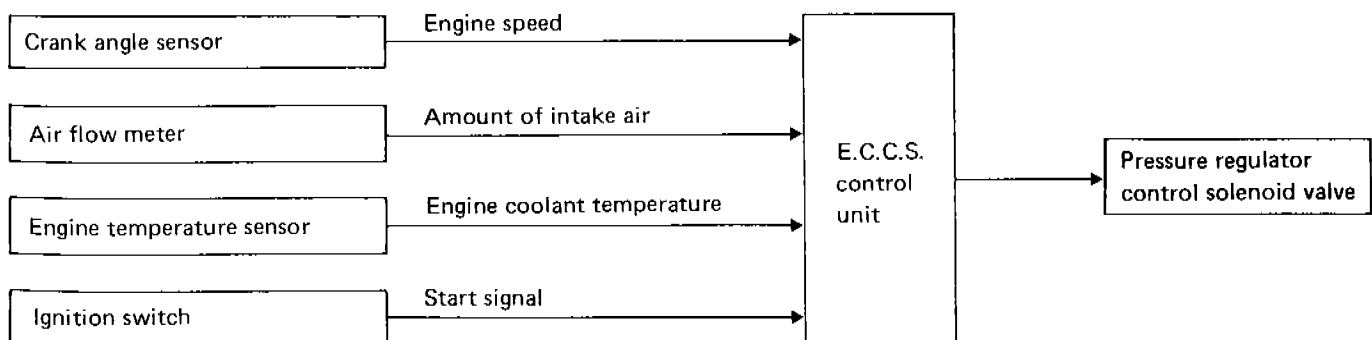 Crank angle sensor
Engine speed
Air flow meter
Amount of intake air
Engine temperature sensor
Engine coolant temperature
Ignition switch
Start signal
E.C.C.S.
control
unit
Pressure regulator
control solenoid valve